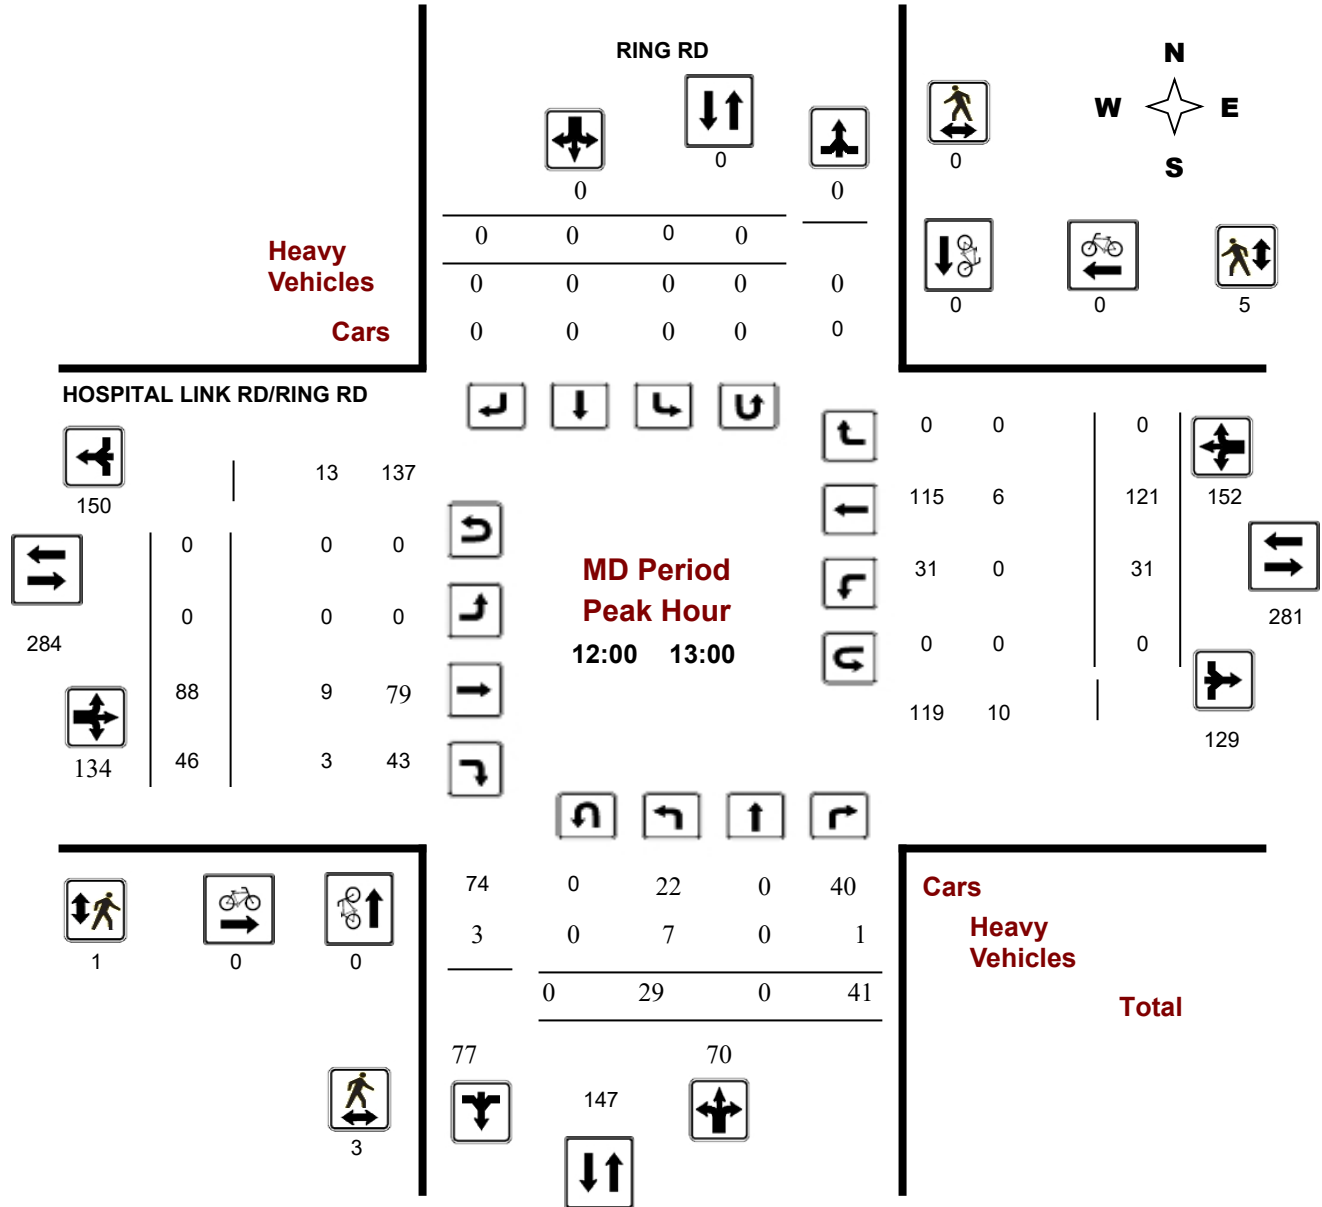 RING RD
N
W E
S
0
0
0
0 0
0 0 0 0
Heavy
Vehicles
0 0 0 0 0
0 0 5
Cars
0 0 0 0 0
HOSPITAL LINK RD/RING RD
0 0 0
13 137
150
115 6 121 152
0 0 0
MD Period
31 0 31
Peak Hour
0 0 0
281
284
12:00 13:00
0 0 0
88 9 79
119 10
129
134 46 3 43
74 0 22 0 40
Cars
3 0 7 0 1
Heavy
Vehicles
1 0 0
0 29 0 41
Total
77 70
147
3